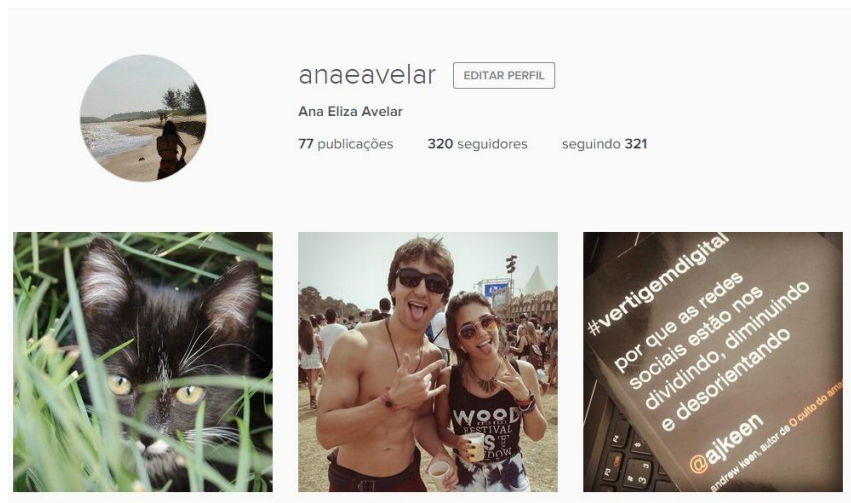 anaeavelar EDITAR PERFIL
Ana Eliza Avelar
77 publicações 320 seguidores seguindo 321
WOOD
FESTIVAL
#vertigemdigital
por que as redes
sociais estão nos
dividindo, diminuindo
e desorientando
@ajkeen
andrew keen, autor de O culto do